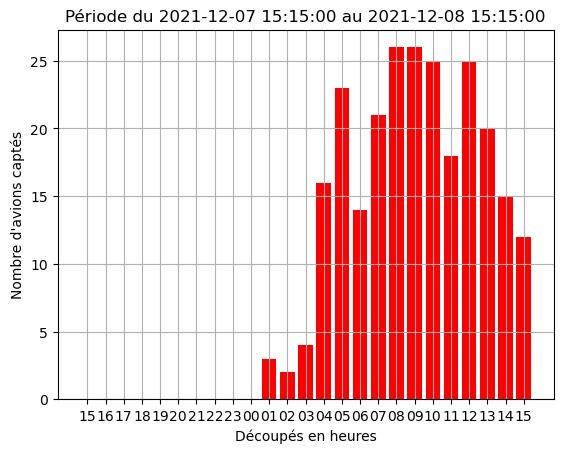 Période du 2021-12-07 15:15:00 au 2021-12-08 15:15:00
Nombre d'avions captés
25
20
15
10
5
0
15 16 17 18 19 20 21 22 23 00 01 02 03 04 05 06 07 08 09 10 11 12 13 14 15
Découpés en heures